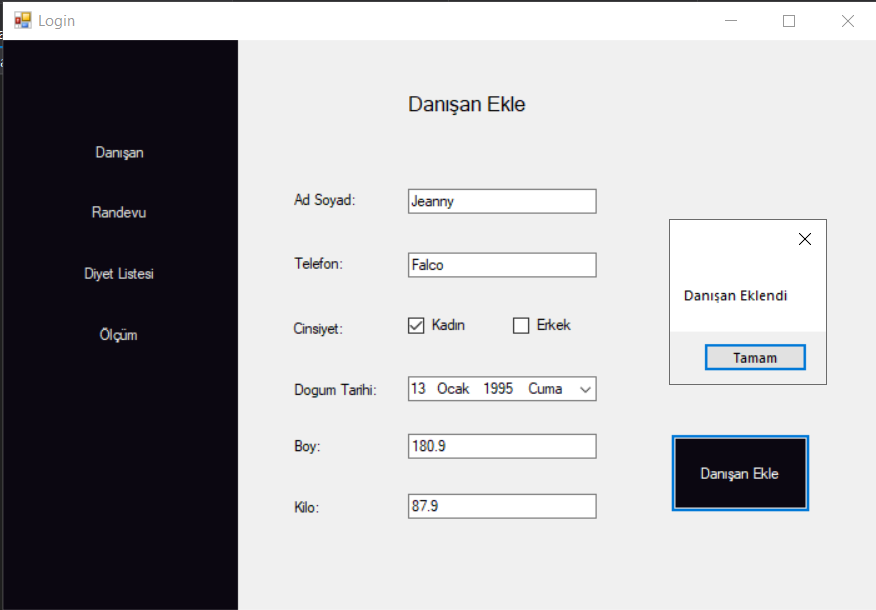 Login
Danışan
Randevu
Diyet Listesi
Ölçüm
Danışan Ekle
Ad Soyad: Jeanny
Telefon: Falco
Cinsiyet: Kadın Erkek
Dogum Tarihi: 13 Ocak 1995 Cuma
Boy: 180.9
Kilo: 87.9
Danışan Eklendi
Tamam
Danışan Ekle